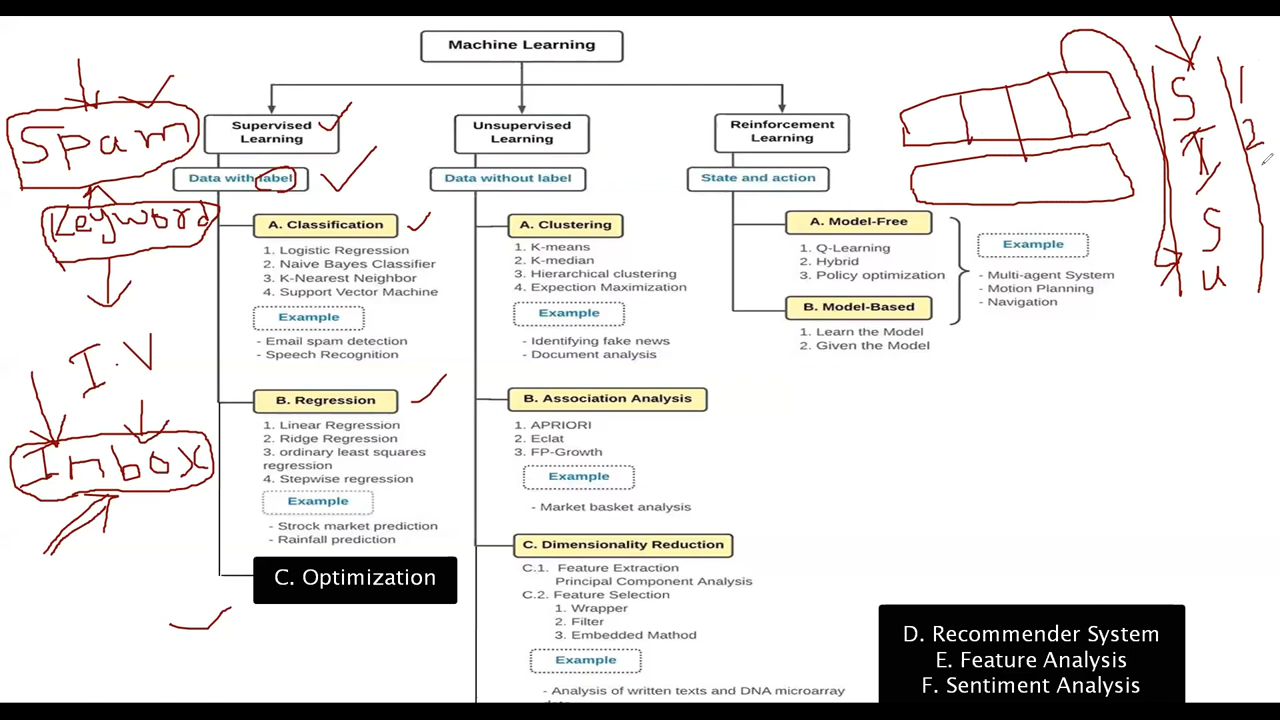 Machine Learning
Supervised
Learning
Data with label
A. Classification
1. Logistic Regression
2. Naive Bayes Classifier
3. K-Nearest Neighbor
4. Support Vector Machine
Example
- Email spam detection
- Speech Recognition
B. Regression
1. Linear Regression
2. Ridge Regression
3. ordinary least squares
regression
4. Stepwise regression
Example
- Strock market prediction
- Rainfall prediction
C. Optimization
Unsupervised
Learning
Data without label
A. Clustering
1. K-means
2. K-median
3. Hierarchical clustering
4. Expection Maximization
Example
- Identifying fake news
- Document analysis
B. Association Analysis
1. APRIORI
2. Eclat
3. FP-Growth
Example
- Market basket analysis
C. Dimensionality Reduction
C.1. Feature Extraction
Principal Component Analysis
C.2. Feature Selection
1. Wrapper
2. Filter
3. Embedded Mathod
Example
- Analysis of written texts and DNA microarray
Reinforcement
Learning
State and action
A. Model-Free
1. Q-Learning
2. Hybrid
3. Policy optimization
B. Model-Based
1. Learn the Model
2. Given the Model
Example
- Multi-agent System
- Motion Planning
- Navigation
D. Recommender System
E. Feature Analysis
F. Sentiment Analysis
Spam
Keyword
I.V
Inbox
S 1
2
S
u